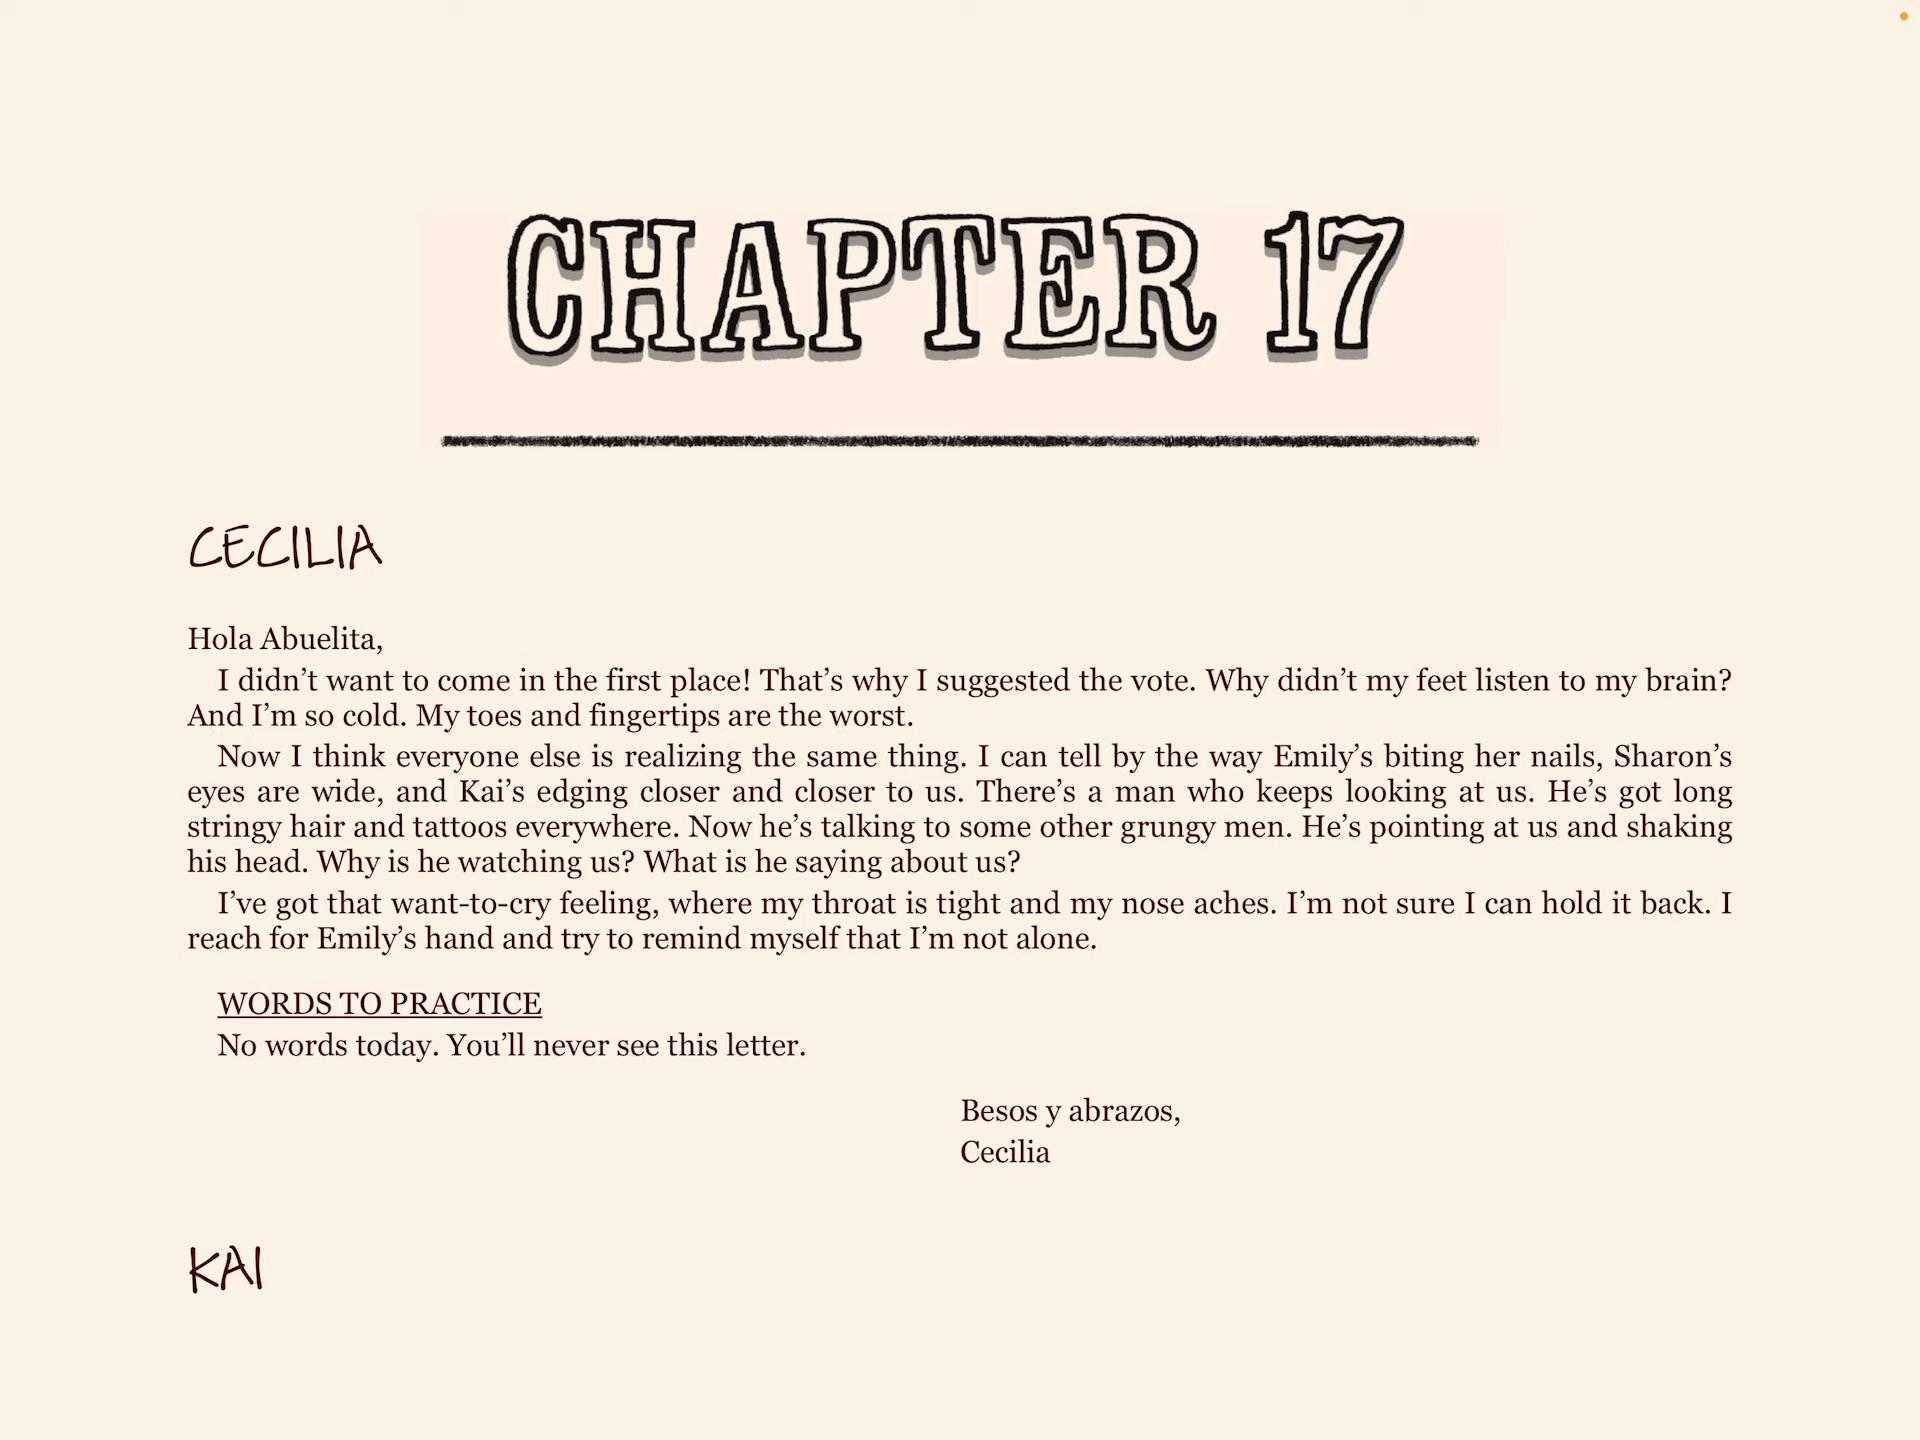 CHAPTER 17
CECILIA
Hola Abuelita,
I didn’t want to come in the first place! That’s why I suggested the vote. Why didn’t my feet listen to my brain?
And I’m so cold. My toes and fingertips are the worst.
Now I think everyone else is realizing the same thing. I can tell by the way Emily’s biting her nails, Sharon’s
eyes are wide, and Kai’s edging closer and closer to us. There’s a man who keeps looking at us. He’s got long
stringy hair and tattoos everywhere. Now he’s talking to some other grungy men. He’s pointing at us and shaking
his head. Why is he watching us? What is he saying about us?
I’ve got that want-to-cry feeling, where my throat is tight and my nose aches. I’m not sure I can hold it back. I
reach for Emily’s hand and try to remind myself that I’m not alone.
WORDS TO PRACTICE
No words today. You’ll never see this letter.
Besos y abrazos,
Cecilia
KAI